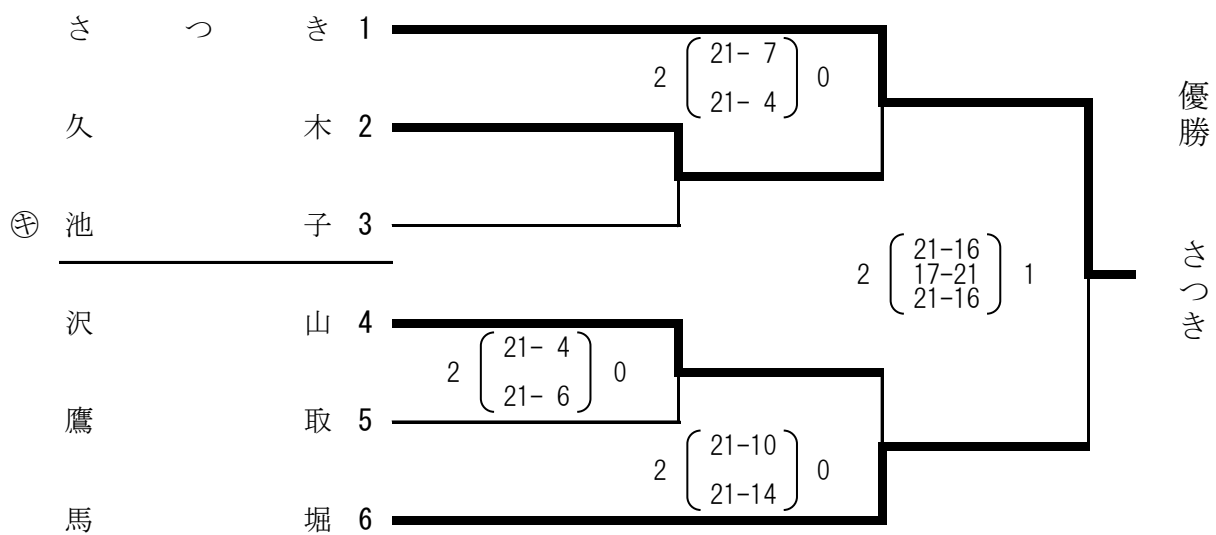 さつき 1
2 21- 7 0
21- 4
優勝 さつき
久木 2
㋖ 池子 3
2 21-16 1
17-21
21-16
沢山 4
2 21- 4 0
21- 6
鷹取 5
2 21-10 0
21-14
馬堀 6